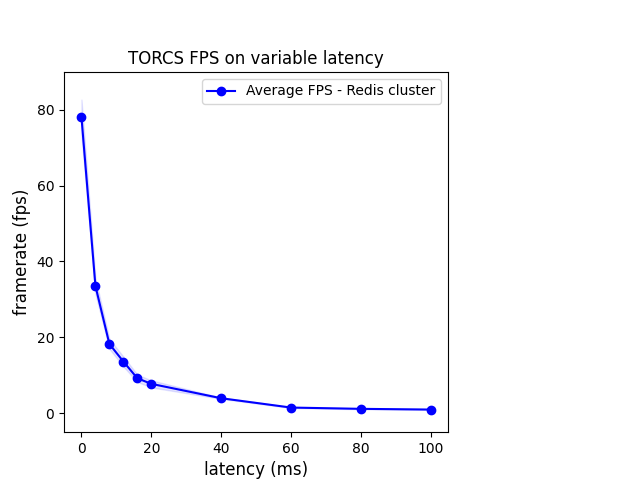 TORCS FPS on variable latency
Average FPS - Redis cluster
framerate (fps)
80
60
40
20
0
0 20 40 60 80 100
latency (ms)